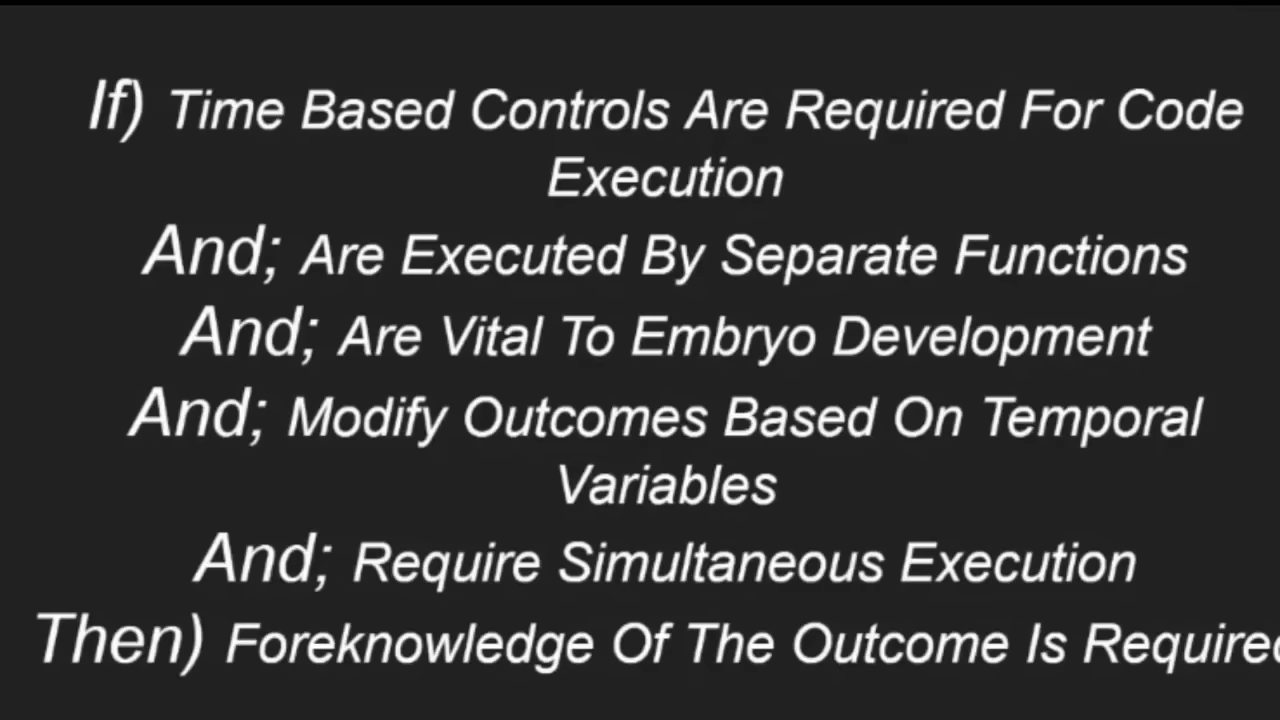 If) Time Based Controls Are Required For Code
Execution
And; Are Executed By Separate Functions
And; Are Vital To Embryo Development
And; Modify Outcomes Based On Temporal
Variables
And; Require Simultaneous Execution
Then) Foreknowledge Of The Outcome Is Required